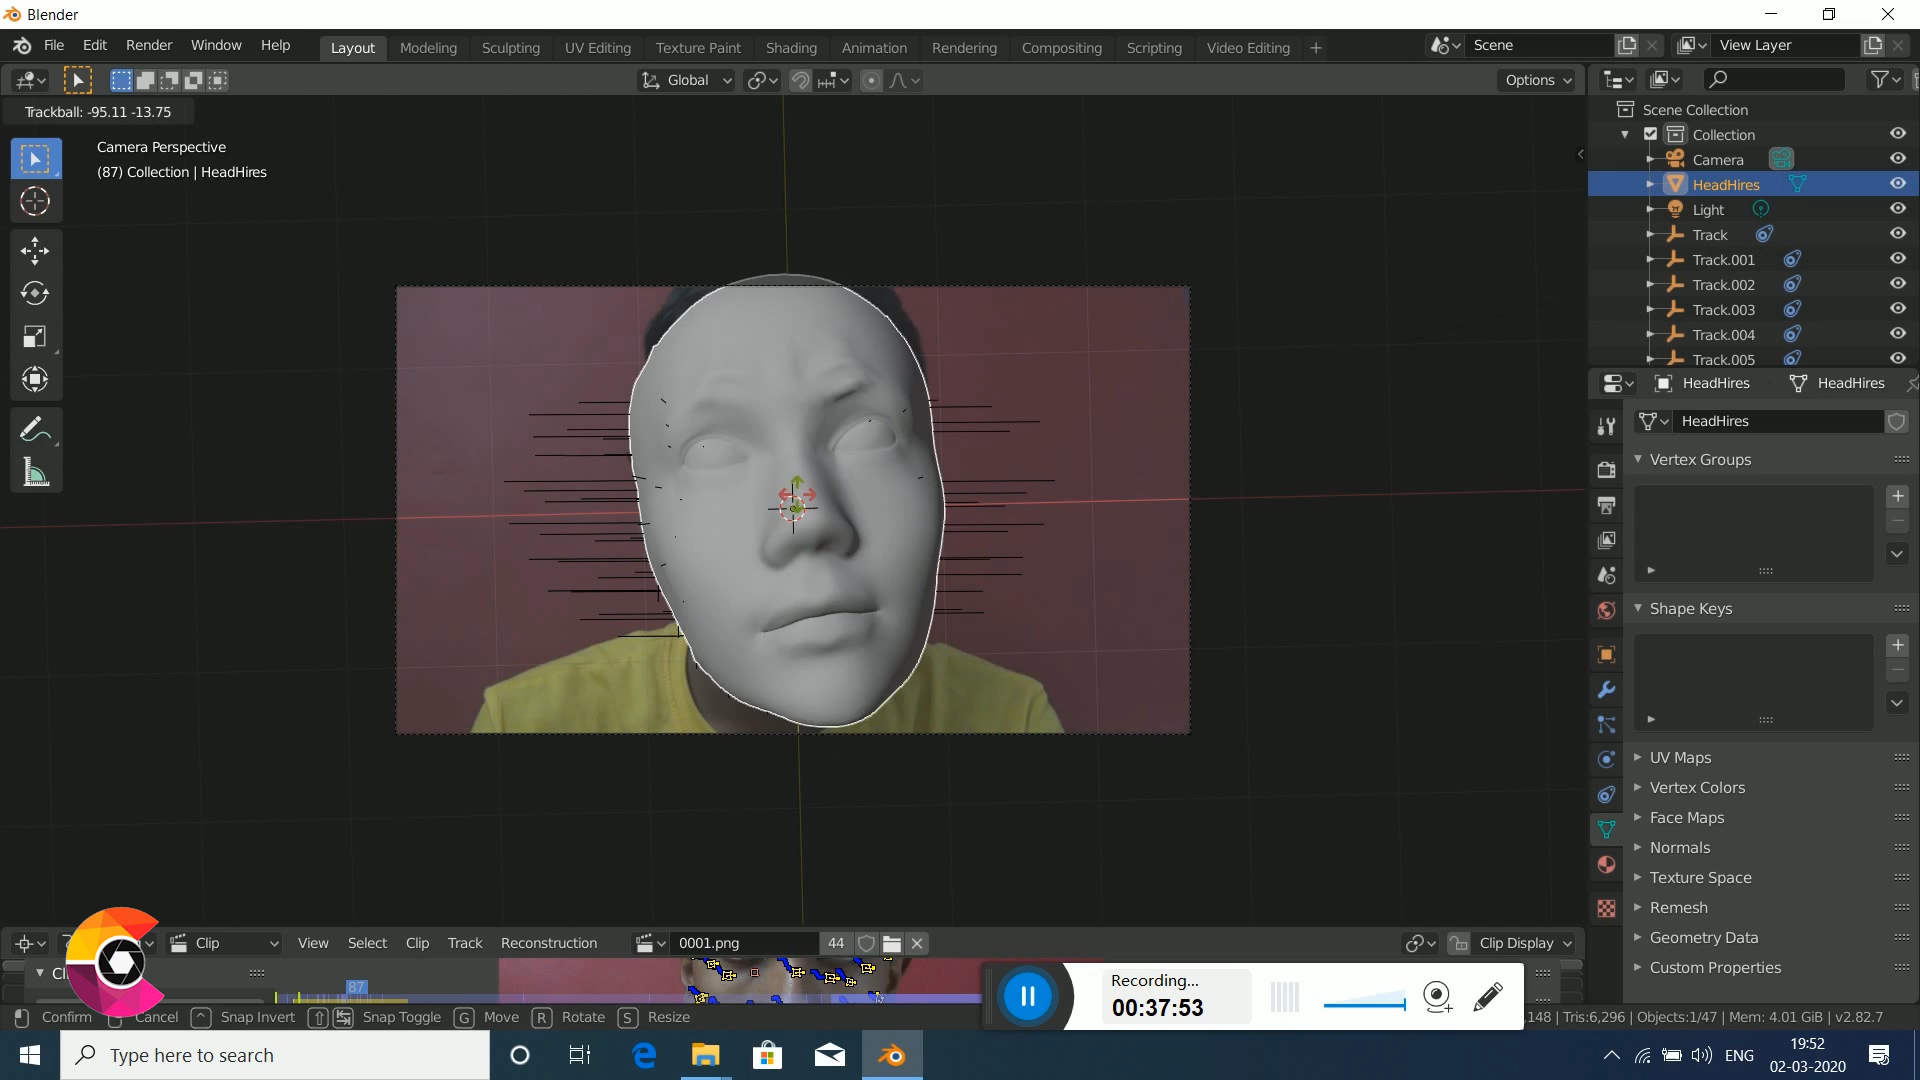 Blender
File Edit Render Window Help Layout Modeling Sculpting UV Editing Texture Paint Shading Animation Rendering Compositing Scripting Video Editing + Scene View Layer
Global Options
Trackball: -95.11 -13.75
Camera Perspective
(87) Collection | HeadHires
Scene Collection
Collection
Camera
HeadHires
Light
Track
Track.001
Track.002
Track.003
Track.004
Track.005
HeadHires HeadHires
HeadHires
Vertex Groups
Shape Keys
UV Maps
Vertex Colors
Face Maps
Normals
Texture Space
Remesh
Geometry Data
Custom Properties
Clip View Select Clip Track Reconstruction 0001.png 44 Clip Display
87
Recording...
00:37:53
Confirm Cancel Snap Invert Snap Toggle G Move R Rotate S Resize
148 | Tris:6,296 | Objects:1/47 | Mem: 4.01 GiB | v2.82.7
Type here to search
ENG
19:52
02-03-2020